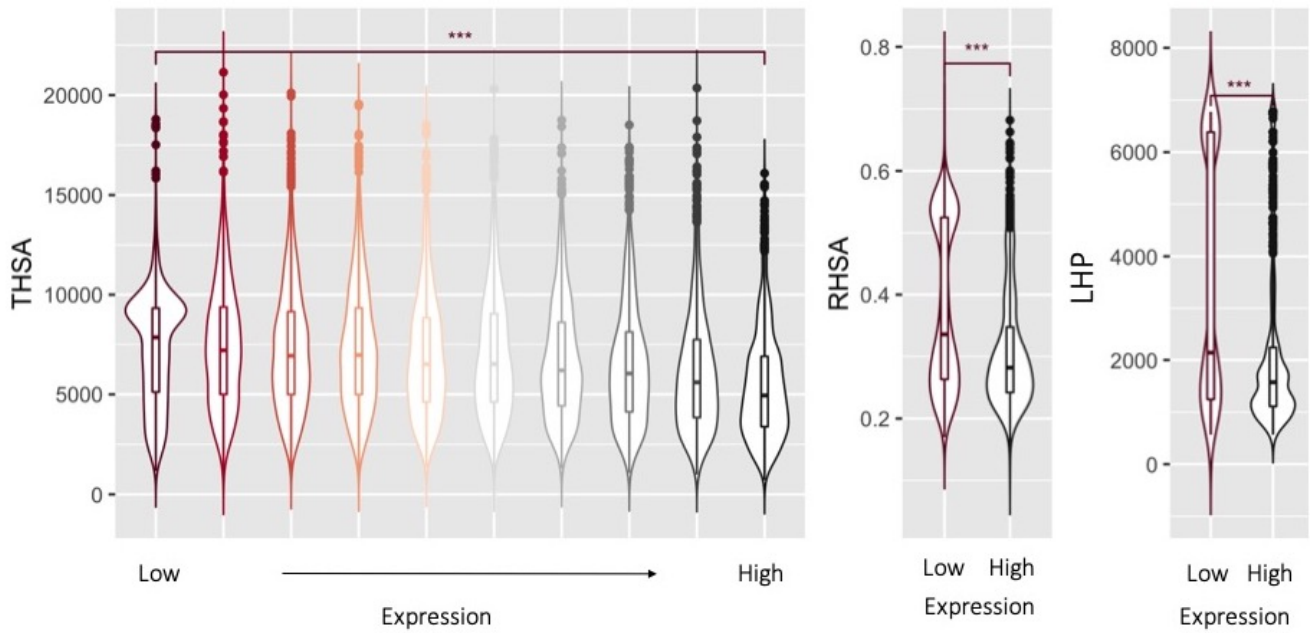 THSA
20000
15000
10000
5000
0
***
Low
High
Expression
RHSA
0.8
0.6
0.4
0.2
***
Low High
Expression
LHP
8000
6000
4000
2000
0
***
Low High
Expression